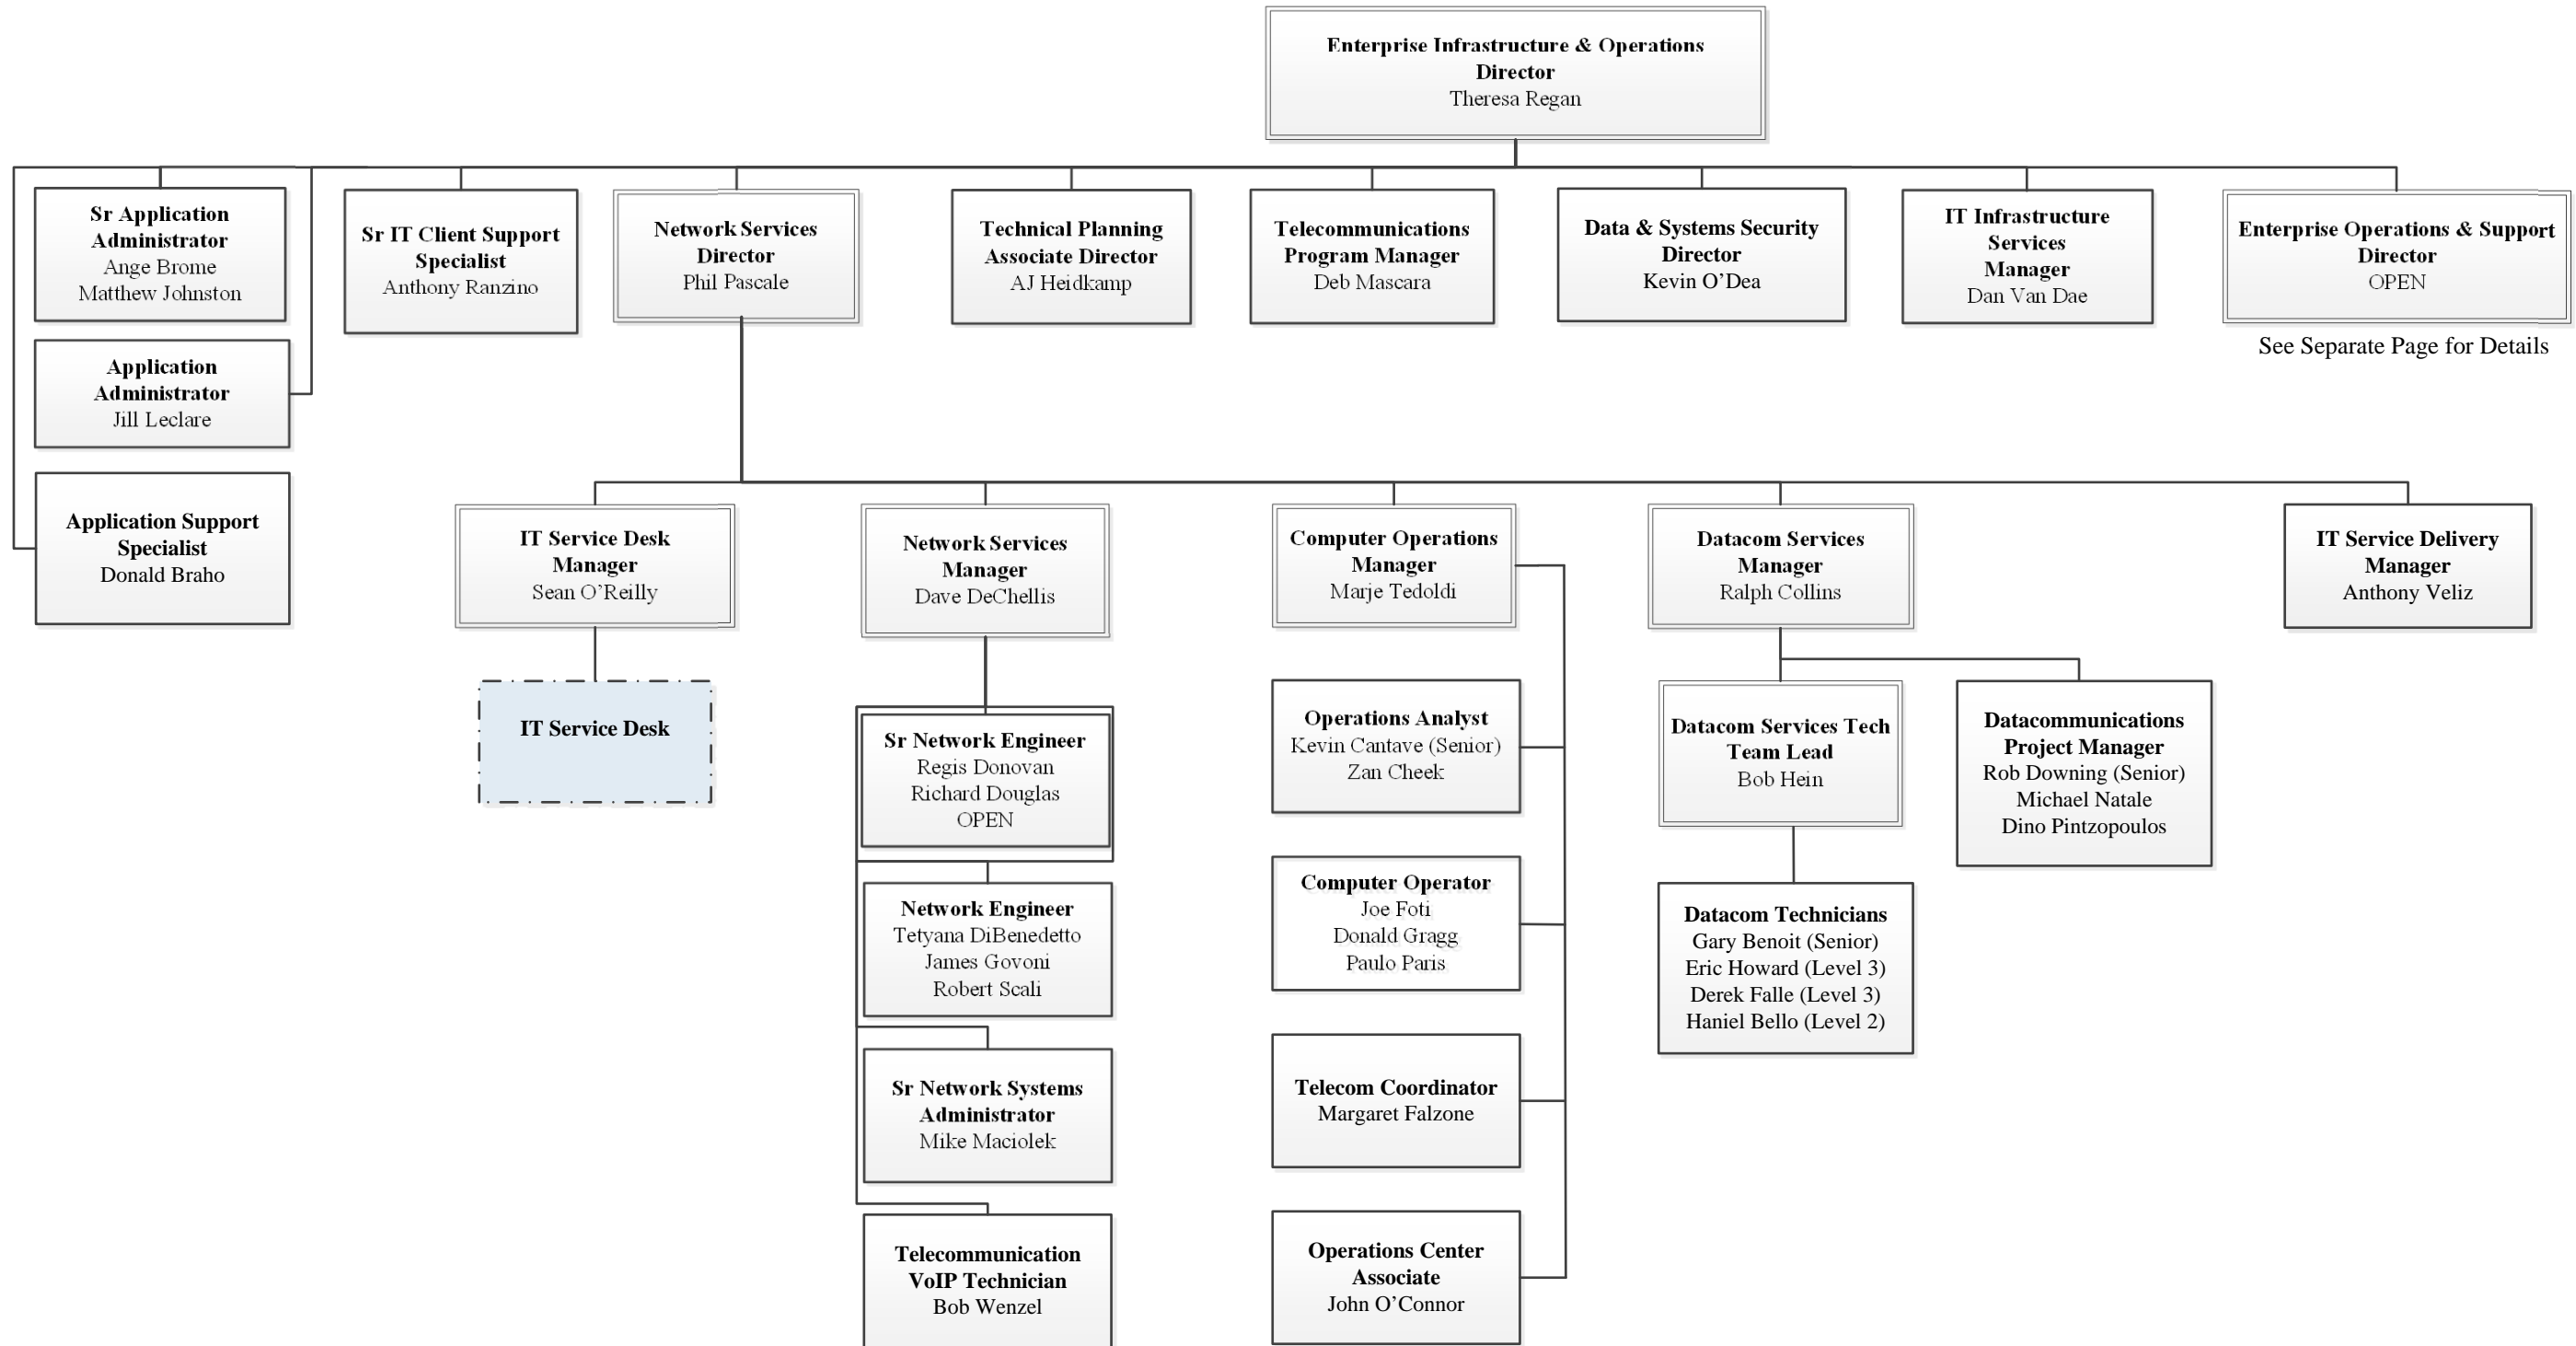 Enterprise Infrastructure & Operations
Director
Theresa Regan
Sr Application
Administrator
Ange Brome
Matthew Johnston
Sr IT Client Support
Specialist
Anthony Ranzino
Network Services
Director
Phil Pascale
Technical Planning
Associate Director
AJ Heidkamp
Telecommunications
Program Manager
Deb Mascara
Data & Systems Security
Director
Kevin O’Dea
IT Infrastructure
Services
Manager
Dan Van Dae
Enterprise Operations & Support
Director
OPEN
See Separate Page for Details
Application
Administrator
Jill Leclare
Application Support
Specialist
Donald Braho
IT Service Desk
Manager
Sean O’Reilly
Network Services
Manager
Dave DeChellis
Computer Operations
Manager
Marje Tedoldi
Datacom Services
Manager
Ralph Collins
IT Service Delivery
Manager
Anthony Veliz
IT Service Desk
Sr Network Engineer
Regis Donovan
Richard Douglas
OPEN
Operations Analyst
Kevin Cantave (Senior)
Zan Cheek
Datacom Services Tech
Team Lead
Bob Hein
Datacommunications
Project Manager
Rob Downing (Senior)
Michael Natale
Dino Pintzopoulos
Network Engineer
Tetyana DiBenedetto
James Govoni
Robert Scali
Computer Operator
Joe Foti
Donald Gragg
Paulo Paris
Datacom Technicians
Gary Benoit (Senior)
Eric Howard (Level 3)
Derek Falle (Level 3)
Haniel Bello (Level 2)
Sr Network Systems
Administrator
Mike Maciolek
Telecom Coordinator
Margaret Falzone
Telecommunication
VoIP Technician
Bob Wenzel
Operations Center
Associate
John O’Connor